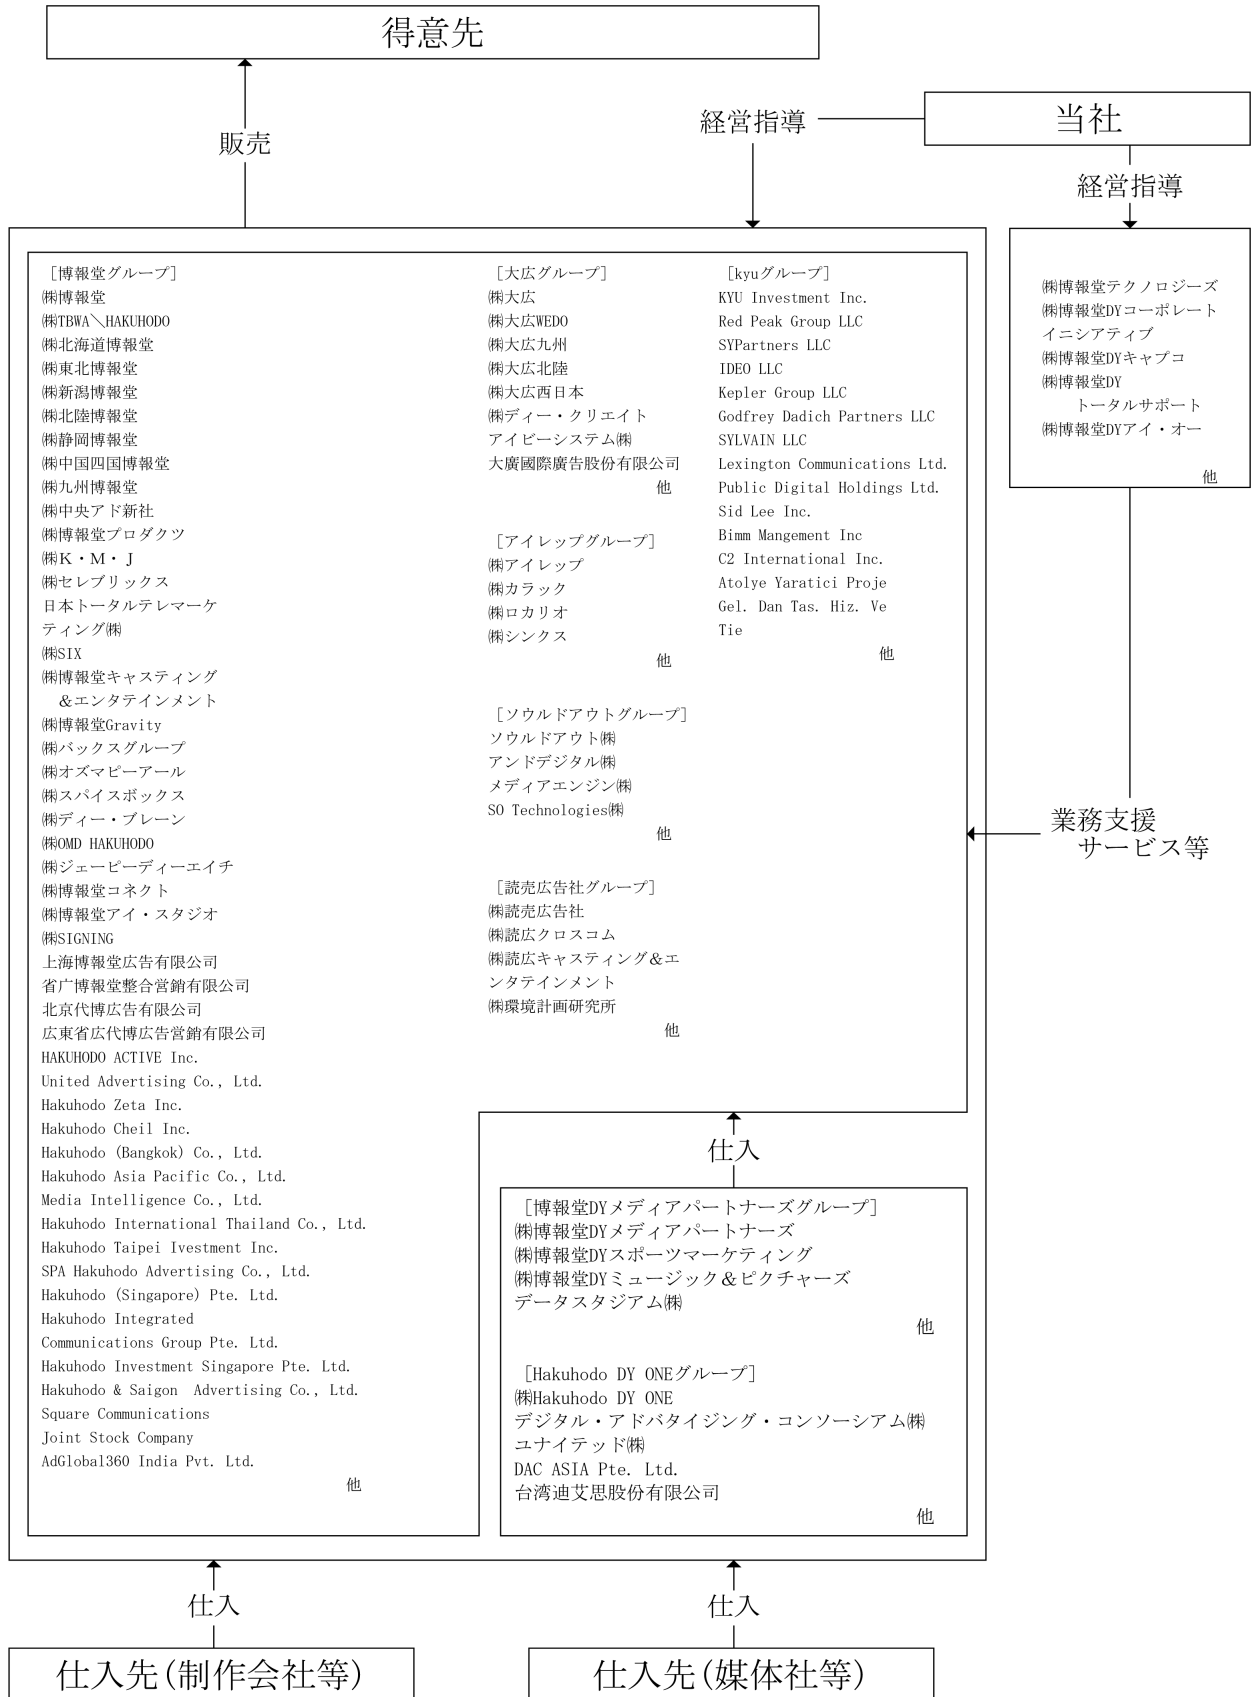 得意先
販売
経営指導
当社
経営指導
［博報堂グループ］
㈱博報堂
㈱TBWA＼HAKUHODO
㈱北海道博報堂
㈱東北博報堂
㈱新潟博報堂
㈱北陸博報堂
㈱静岡博報堂
㈱中国四国博報堂
㈱九州博報堂
㈱中央アド新社
㈱博報堂プロダクツ
㈱Ｋ・Ｍ・Ｊ
㈱セレブリックス
日本トータルテレマーケ
ティング㈱
㈱SIX
㈱博報堂キャスティング
＆エンタテインメント
㈱博報堂Gravity
㈱バックスグループ
㈱オズマピーアール
㈱スパイスボックス
㈱ディー・ブレーン
㈱OMD HAKUHODO
㈱ジェーピーディーエイチ
㈱博報堂コネクト
㈱博報堂アイ・スタジオ
㈱SIGNING
上海博報堂広告有限公司
省广博報堂整合営銷有限公司
北京代博広告有限公司
広東省広代博広告営銷有限公司
HAKUHODO ACTIVE Inc.
United Advertising Co., Ltd.
Hakuhodo Zeta Inc.
Hakuhodo Cheil Inc.
Hakuhodo (Bangkok) Co., Ltd.
Hakuhodo Asia Pacific Co., Ltd.
Media Intelligence Co., Ltd.
Hakuhodo International Thailand Co., Ltd.
Hakuhodo Taipei Ivestment Inc.
SPA Hakuhodo Advertising Co., Ltd.
Hakuhodo (Singapore) Pte. Ltd.
Hakuhodo Integrated
Communications Group Pte. Ltd.
Hakuhodo Investment Singapore Pte. Ltd.
Hakuhodo & Saigon Advertising Co., Ltd.
Square Communications
Joint Stock Company
AdGlobal360 India Pvt. Ltd.
他
［大広グループ］
㈱大広
㈱大広WEDO
㈱大広九州
㈱大広北陸
㈱大広西日本
㈱ディー・クリエイト
アイビーシステム㈱
大廣國際廣告股份有限公司
他
［アイレップグループ］
㈱アイレップ
㈱カラック
㈱ロカリオ
㈱シンクス
他
［ソウルドアウトグループ］
ソウルドアウト㈱
アンドデジタル㈱
メディアエンジン㈱
SO Technologies㈱
他
［読売広告社グループ］
㈱読売広告社
㈱読広クロスコム
㈱読広キャスティング＆エ
ンタテインメント
㈱環境計画研究所
他
［kyuグループ］
KYU Investment Inc.
Red Peak Group LLC
SYPartners LLC
IDEO LLC
Kepler Group LLC
Godfrey Dadich Partners LLC
SYLVAIN LLC
Lexington Communications Ltd.
Public Digital Holdings Ltd.
Sid Lee Inc.
Bimm Mangement Inc
C2 International Inc.
Atolye Yaratici Proje
Gel. Dan Tas. Hiz. Ve
Tie
他
㈱博報堂テクノロジーズ
㈱博報堂DYコーポレート
イニシアティブ
㈱博報堂DYキャプコ
㈱博報堂DY
トータルサポート
㈱博報堂DYアイ・オー
他
業務支援
サービス等
仕入
［博報堂DYメディアパートナーズグループ］
㈱博報堂DYメディアパートナーズ
㈱博報堂DYスポーツマーケティング
㈱博報堂DYミュージック＆ピクチャーズ
データスタジアム㈱
他
［Hakuhodo DY ONEグループ］
㈱Hakuhodo DY ONE
デジタル・アドバタイジング・コンソーシアム㈱
ユナイテッド㈱
DAC ASIA Pte. Ltd.
台湾迪艾思股份有限公司
他
仕入
仕入
仕入先(制作会社等)
仕入先(媒体社等)